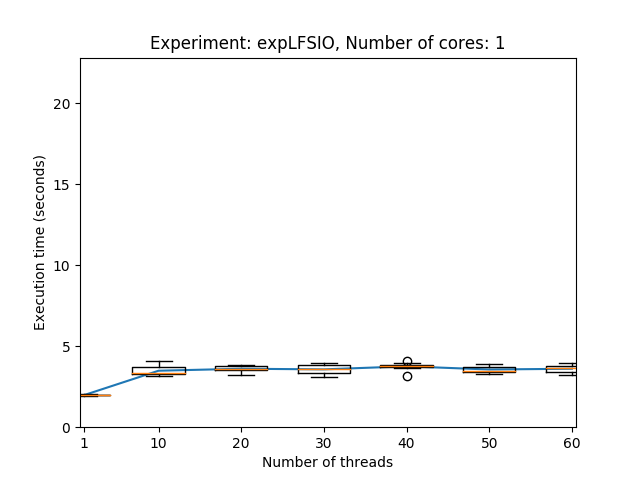 Experiment: expLFSIO, Number of cores: 1
Execution time (seconds)
20
15
10
5
0
1 10 20 30 40 50 60
Number of threads